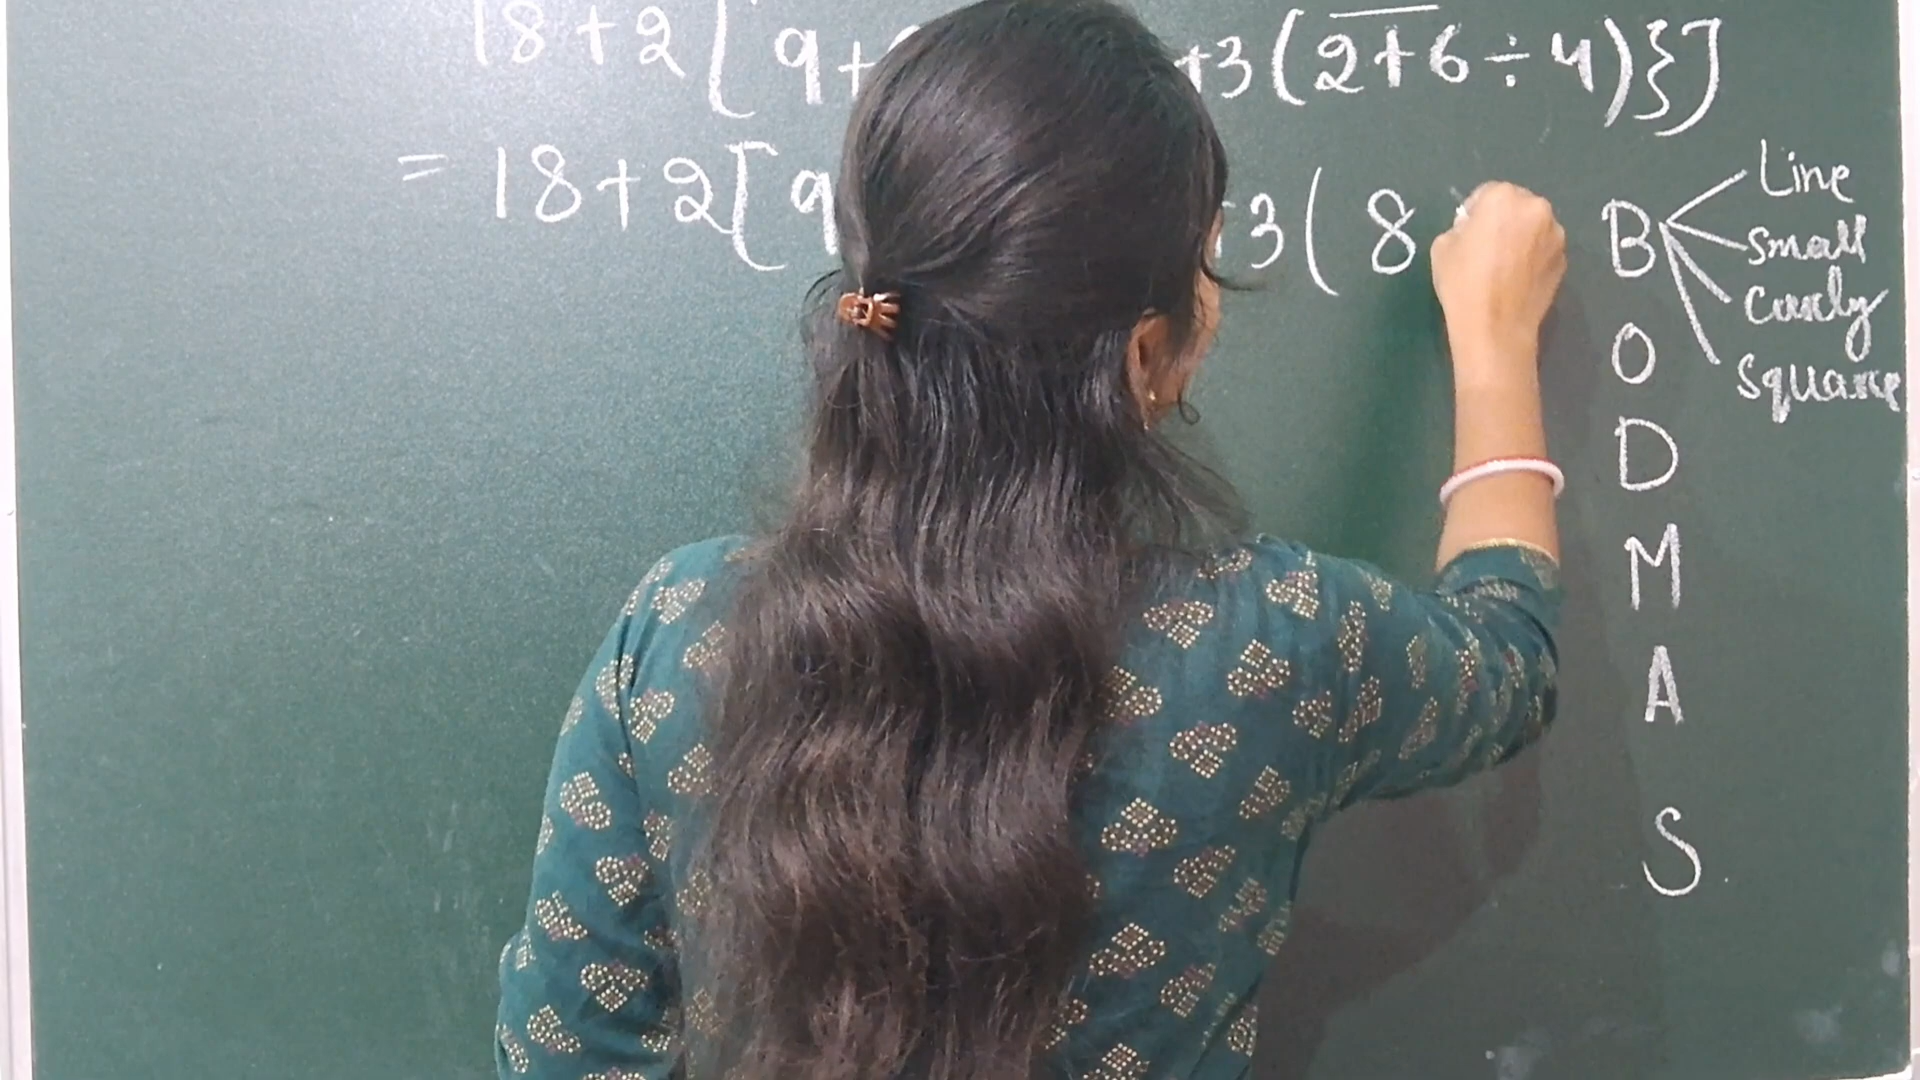 18+2[9+ +3(2+6÷4)}]
=18+2[9 +3(8
B
Line
Small
Curly
Square
O
D
M
A
S